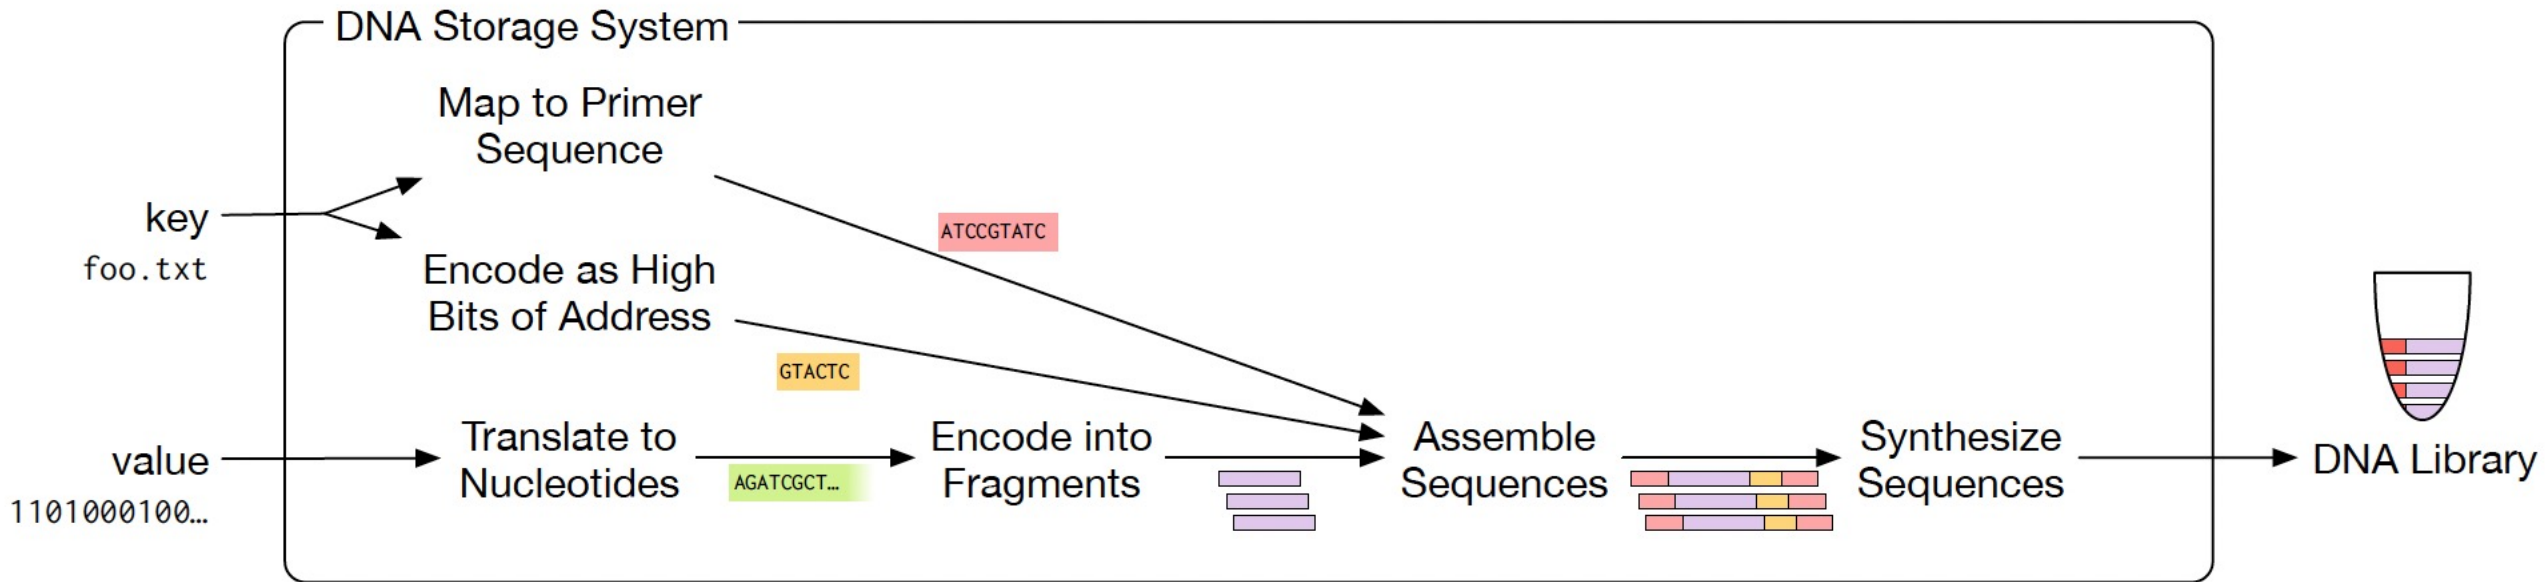 DNA Storage System
Map to Primer
Sequence
key
foo.txt
ATCCGTATC
Encode as High
Bits of Address
GTACTC
value
1101000100…
Translate to
Nucleotides
AGATCGCT…
Encode into
Fragments
Assemble
Sequences
Synthesize
Sequences
DNA Library